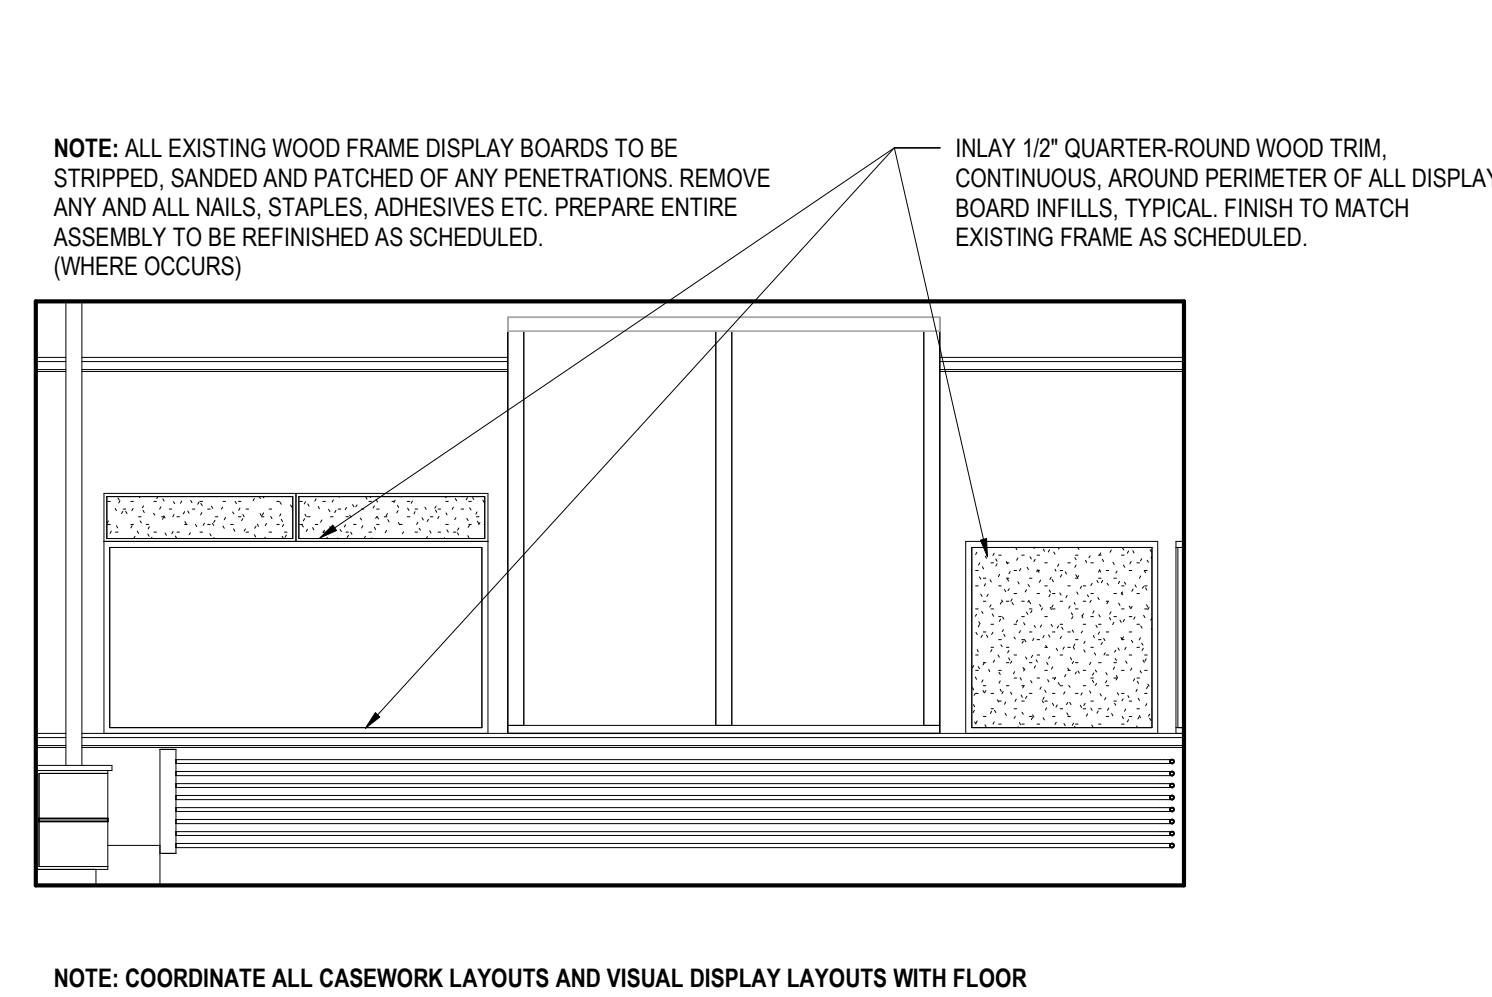 NOTE: ALL EXISTING WOOD FRAME DISPLAY BOARDS TO BE
STRIPPED, SANDED AND PATCHED OF ANY PENETRATIONS. REMOVE
ANY AND ALL NAILS, STAPLES, ADHESIVES ETC. PREPARE ENTIRE
ASSEMBLY TO BE REFINISHED AS SCHEDULED.
(WHERE OCCURS)
INLAY 1/2" QUARTER-ROUND WOOD TRIM,
CONTINUOUS, AROUND PERIMETER OF ALL DISPLAY
BOARD INFILLS, TYPICAL. FINISH TO MATCH
EXISTING FRAME AS SCHEDULED.
NOTE: COORDINATE ALL CASEWORK LAYOUTS AND VISUAL DISPLAY LAYOUTS WITH FLOOR